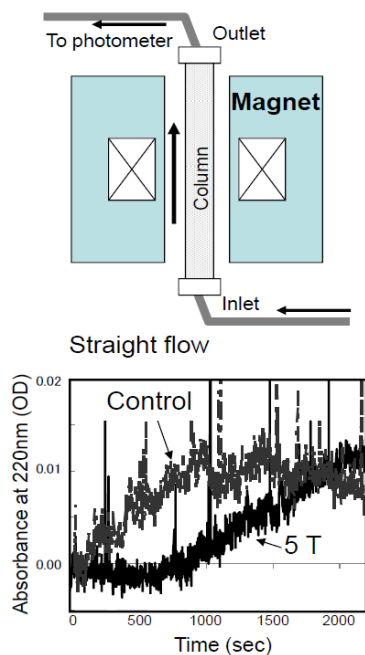 To photometer
Outlet
Magnet
Column
Inlet
Straight flow
Absorbance at 220nm (OD)
0.02
0.01
0.00
Control
5 T
0 500 1000 1500 2000
Time (sec)